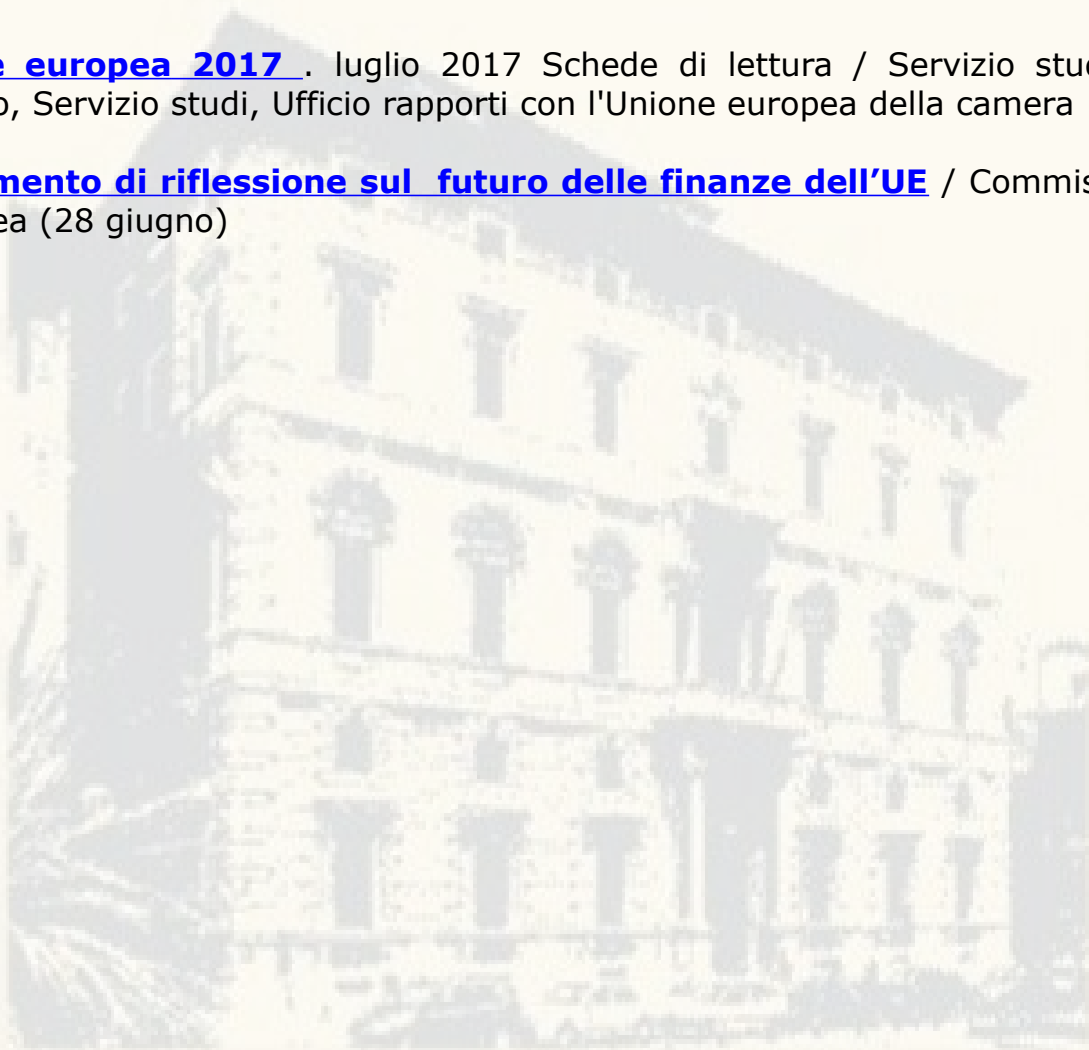 e europea 2017 . luglio 2017 Schede di lettura / Servizio stud
o, Servizio studi, Ufficio rapporti con l'Unione europea della camera
mento di riflessione sul futuro delle finanze dell’UE / Commis
ea (28 giugno)